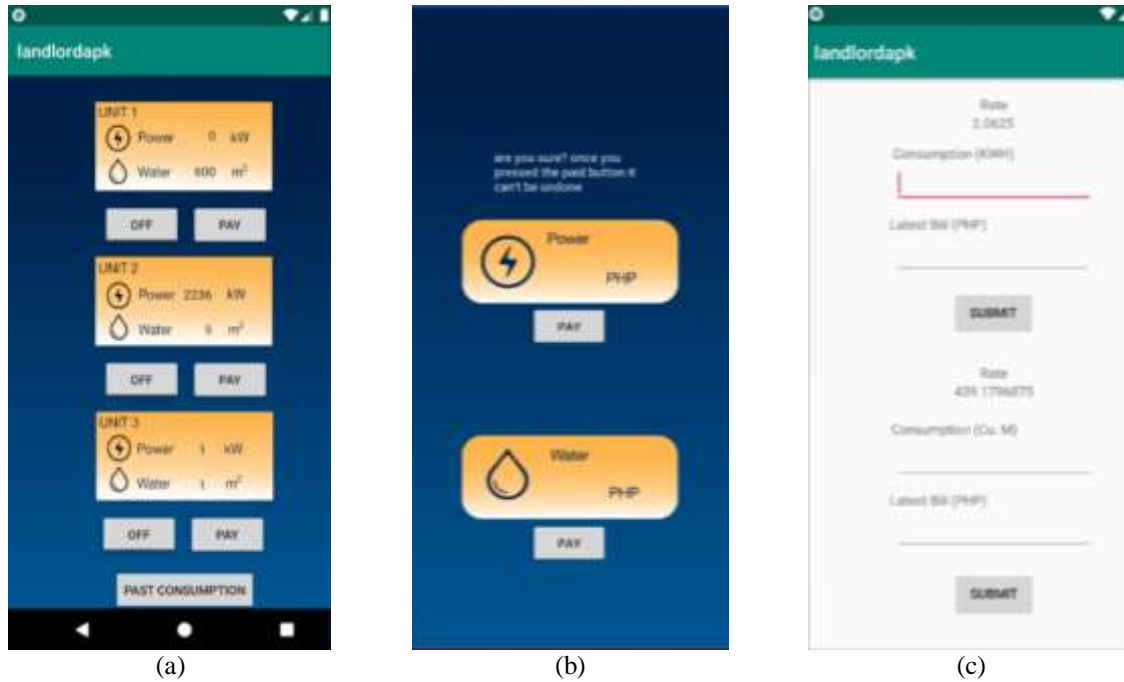 landlordapk
UNIT 1
Power 0 kW
Water 600 m²
OFF PAY
UNIT 2
Power 2236 kW
Water m²
OFF PAY
UNIT 3
Power 1 kW
Water 1 m²
OFF PAY
PAST CONSUMPTION
(a)
are you sure? once you
pressed the paid button it
can't be undone
Power
PHP
PAY
Water
PHP
PAY
(b)
landlordapk
Rate
2.0625
Consumption (KWH)
Latest Bill (PHP)
SUBMIT
Rate
439.1796875
Consumption (Cu. M)
Latest Bill (PHP)
SUBMIT
(c)